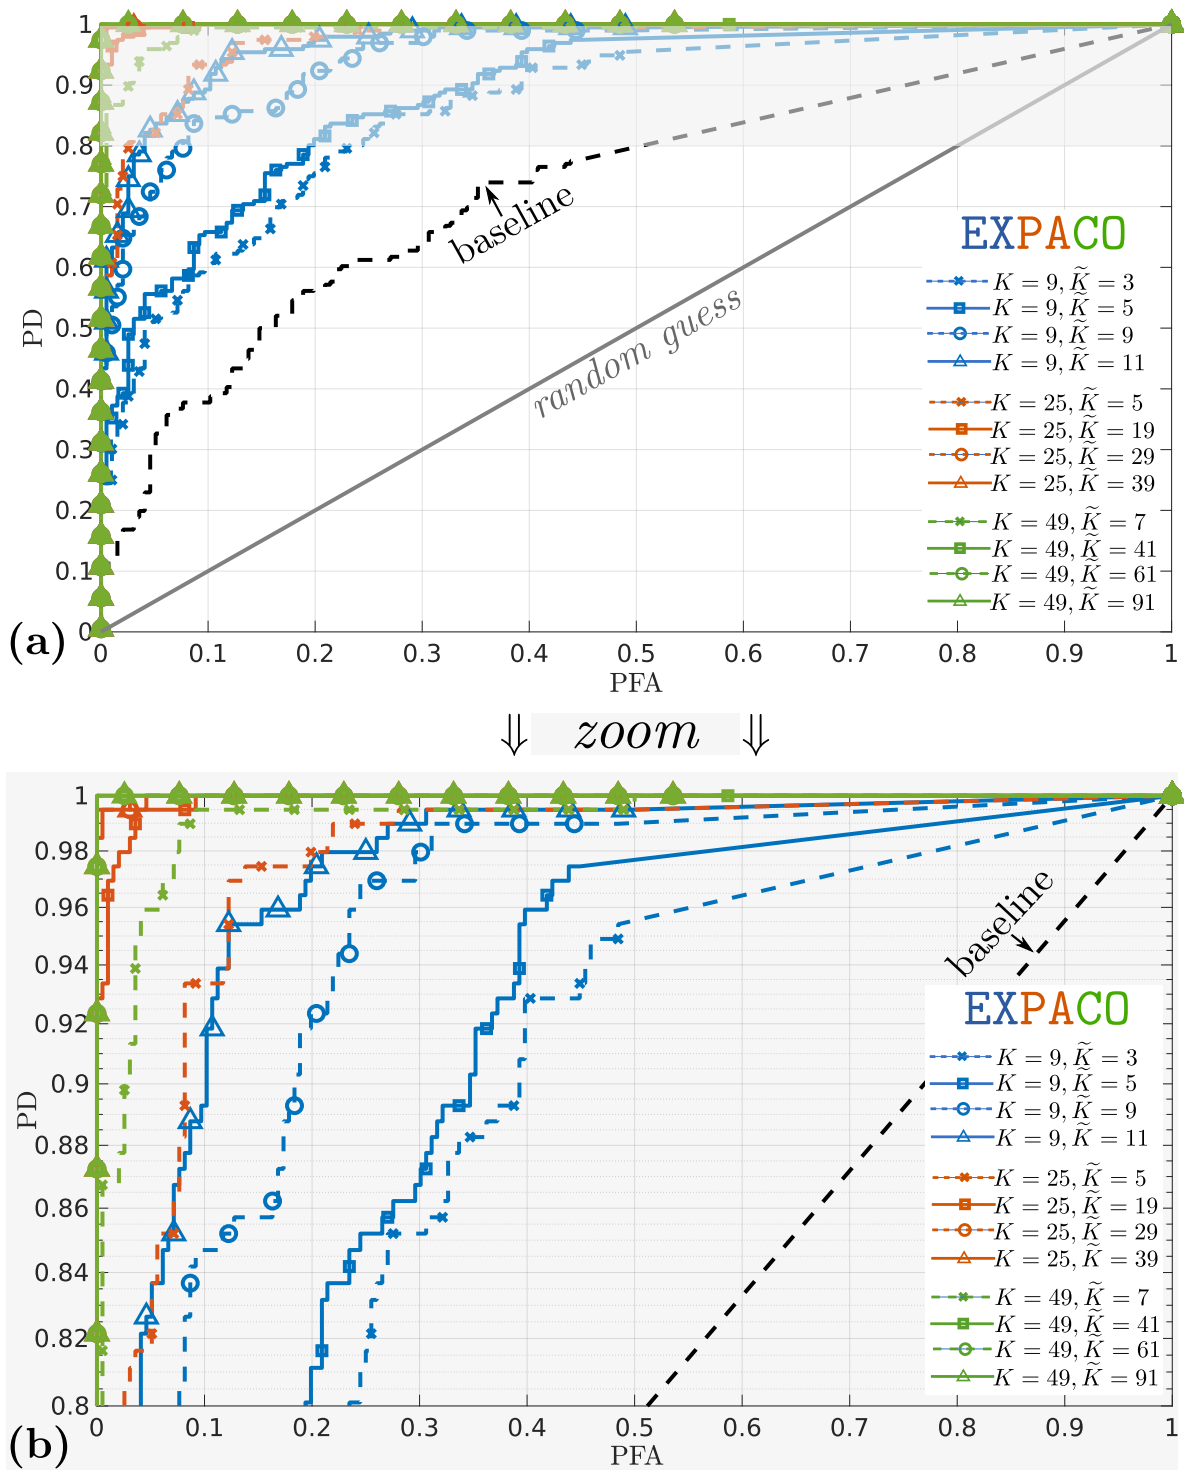 1
0.9
0.8
0.7
0.6
0.5
0.4
0.3
0.2
0.1
0
PD
baseline
random guess
EXPACO
K = 9, K̃ = 3
K = 9, K̃ = 5
K = 9, K̃ = 9
K = 9, K̃ = 11
K = 25, K̃ = 5
K = 25, K̃ = 19
K = 25, K̃ = 29
K = 25, K̃ = 39
K = 49, K̃ = 7
K = 49, K̃ = 41
K = 49, K̃ = 61
K = 49, K̃ = 91
(a)
0 0.1 0.2 0.3 0.4 0.5 0.6 0.7 0.8 0.9 1
PFA
⇓ zoom ⇓
1
0.98
0.96
0.94
0.92
0.9
0.88
0.86
0.84
0.82
0.8
PD
baseline
EXPACO
K = 9, K̃ = 3
K = 9, K̃ = 5
K = 9, K̃ = 9
K = 9, K̃ = 11
K = 25, K̃ = 5
K = 25, K̃ = 19
K = 25, K̃ = 29
K = 25, K̃ = 39
K = 49, K̃ = 7
K = 49, K̃ = 41
K = 49, K̃ = 61
K = 49, K̃ = 91
0 0.1 0.2 0.3 0.4 0.5 0.6 0.7 0.8 0.9 1
(b)
PFA